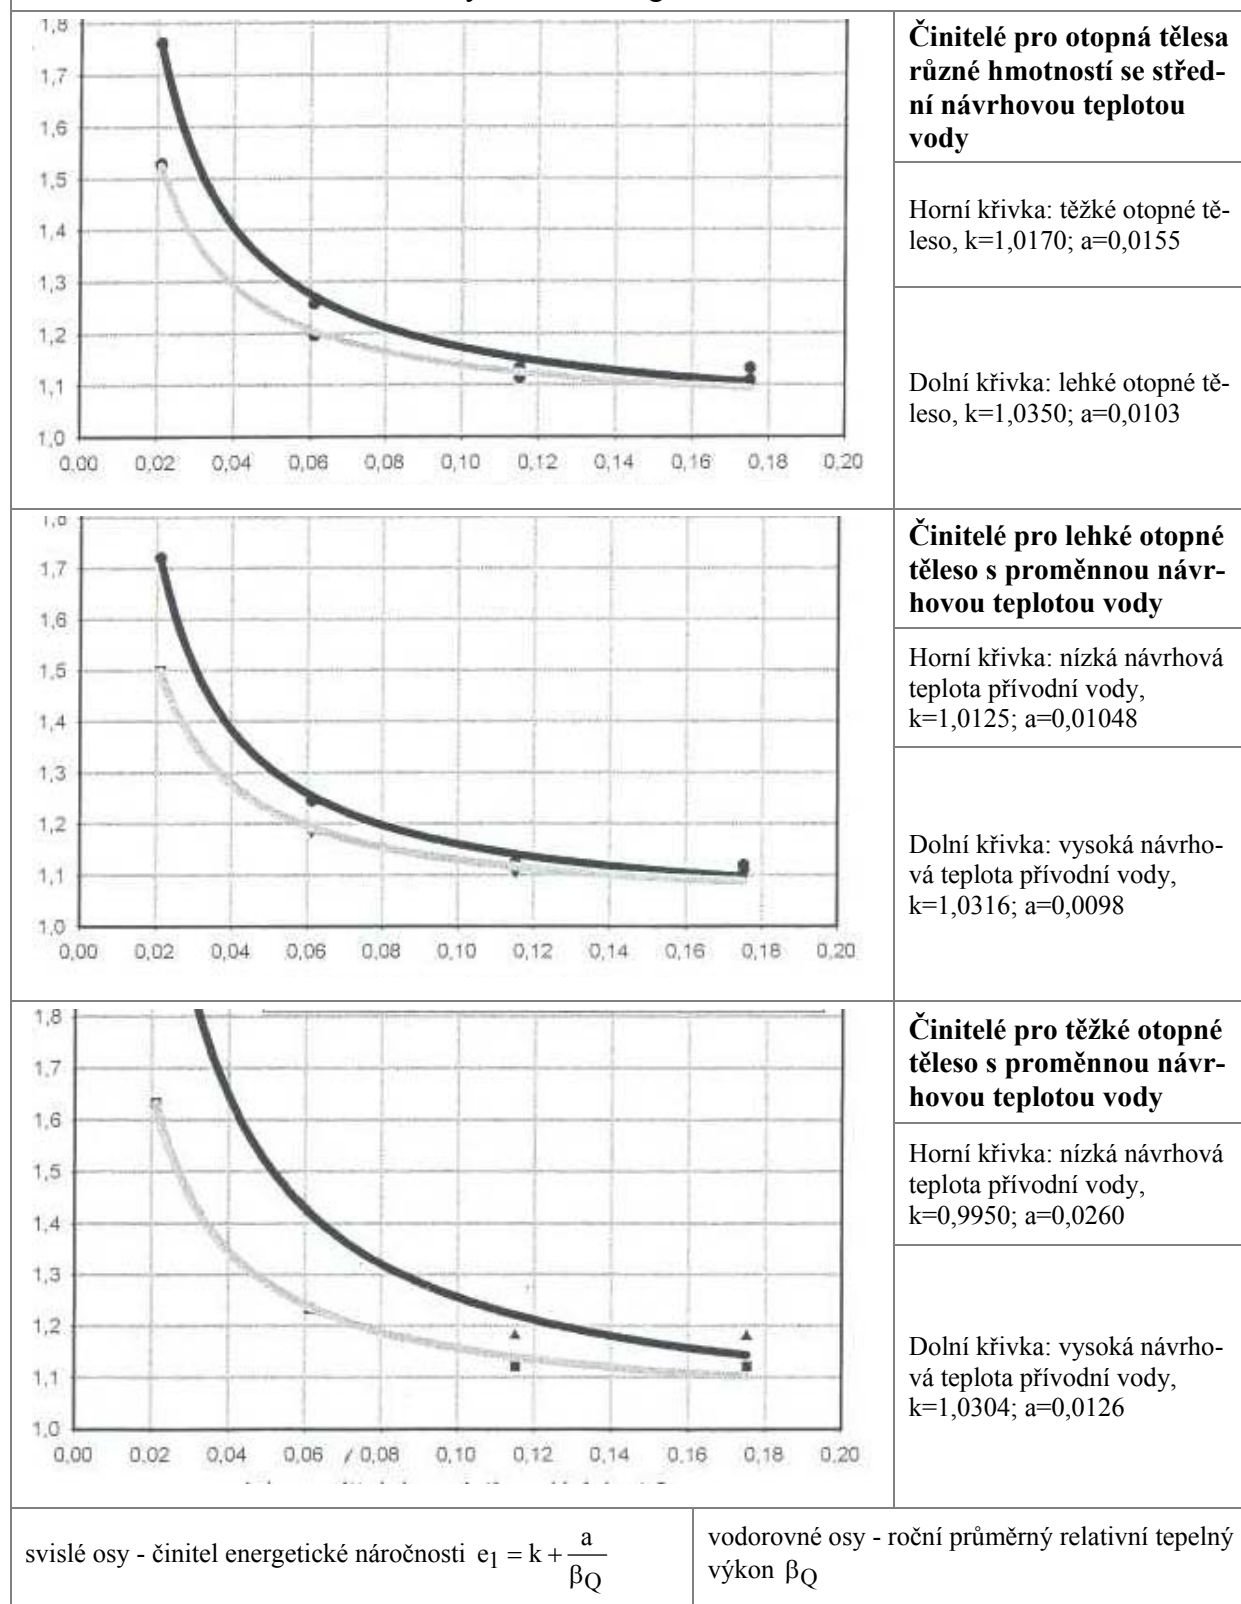 1,8
1,7
1,6
1,5
1,4
1,3
1,2
1,1
1,0
0,00 0,02 0,04 0,06 0,08 0,10 0,12 0,14 0,16 0,18 0,20
Činitelé pro otopná tělesa
různé hmotností se střed-
ní návrhovou teplotou
vody
Horní křivka: těžké otopné tě-
leso, k=1,0170; a=0,0155
Dolní křivka: lehké otopné tě-
leso, k=1,0350; a=0,0103
1,8
1,7
1,6
1,5
1,4
1,3
1,2
1,1
1,0
0,00 0,02 0,04 0,06 0,08 0,10 0,12 0,14 0,16 0,18 0,20
Činitelé pro lehké otopné
těleso s proměnnou návr-
hovou teplotou vody
Horní křivka: nízká návrhová
teplota přívodní vody,
k=1,0125; a=0,01048
Dolní křivka: vysoká návrho-
vá teplota přívodní vody,
k=1,0316; a=0,0098
1,8
1,7
1,6
1,5
1,4
1,3
1,2
1,1
1,0
0,00 0,02 0,04 0,06 0,08 0,10 0,12 0,14 0,16 0,18 0,20
Činitelé pro těžké otopné
těleso s proměnnou návr-
hovou teplotou vody
Horní křivka: nízká návrhová
teplota přívodní vody,
k=0,9950; a=0,0260
Dolní křivka: vysoká návrho-
vá teplota přívodní vody,
k=1,0304; a=0,0126
svislé osy - činitel energetické náročnosti e₁ = k + a/β_Q
vodorovné osy - roční průměrný relativní tepelný
výkon β_Q